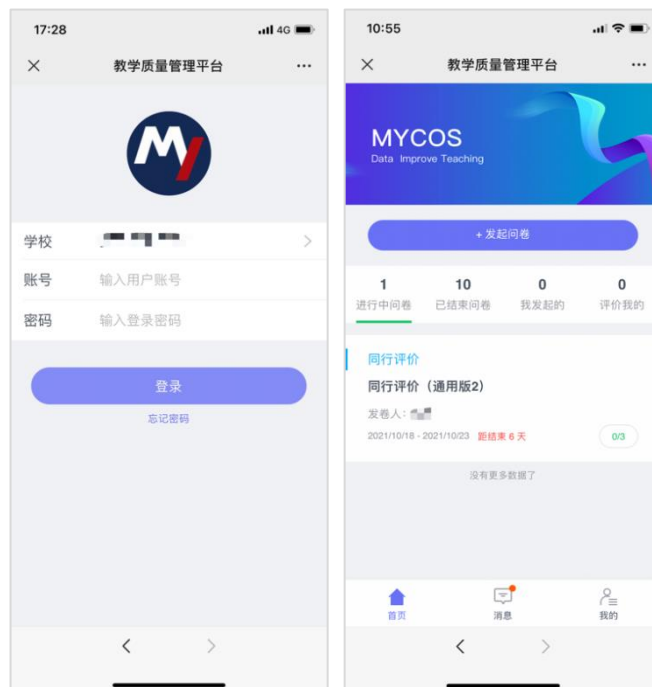 17:28
4G
教学质量管理平台
学校
账号 输入用户账号
密码 输入登录密码
登录
忘记密码
10:55
教学质量管理平台
MYCOS
Data Improve Teaching
+ 发起问卷
1 10 0 0
进行中问卷 已结束问卷 我发起的 评价我的
同行评价
同行评价（通用版2）
发卷人：
2021/10/18 - 2021/10/23 距结束 6 天 0/3
没有更多数据了
首页 消息 我的